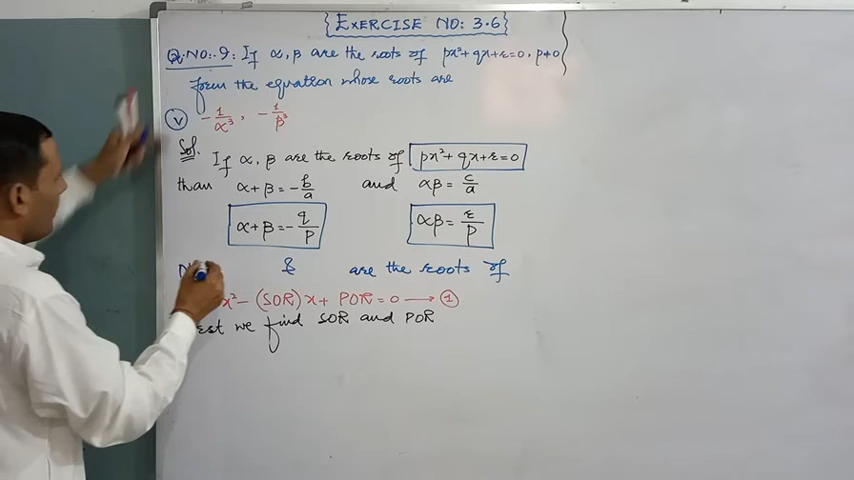 EXERCISE NO: 3.6
Q.NO:9: If α, β are the roots of px²+qx+r=0, p≠0
form the equation whose roots are
(v) -1/α³, -1/β³
Sol: If α, β are the roots of px²+qx+r=0
than α+β=-b/a and αβ=c/a
α+β=-q/p αβ=r/p
& are the roots of
x²-(SOR)x+POR=0 → (1)
we find SOR and POR